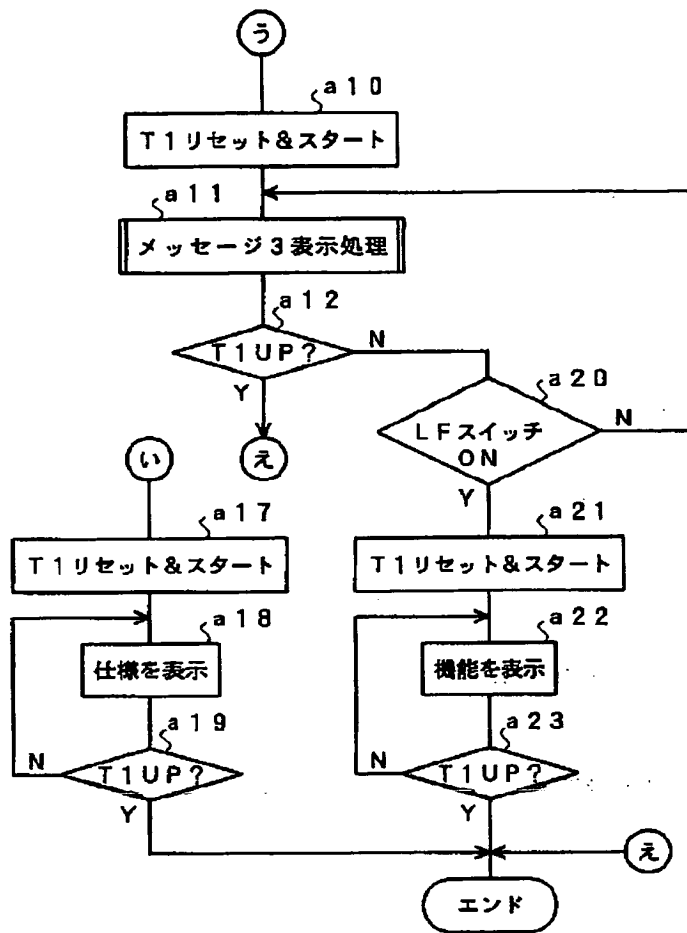 う
a10
T1リセット&スタート
a11
メッセージ3表示処理
a12
T1UP?
N
Y
え
a20
LFスイッチ
ON
N
Y
い
a17
T1リセット&スタート
a18
仕様を表示
a19
T1UP?
N
Y
a21
T1リセット&スタート
a22
機能を表示
a23
T1UP?
N
Y
え
エンド